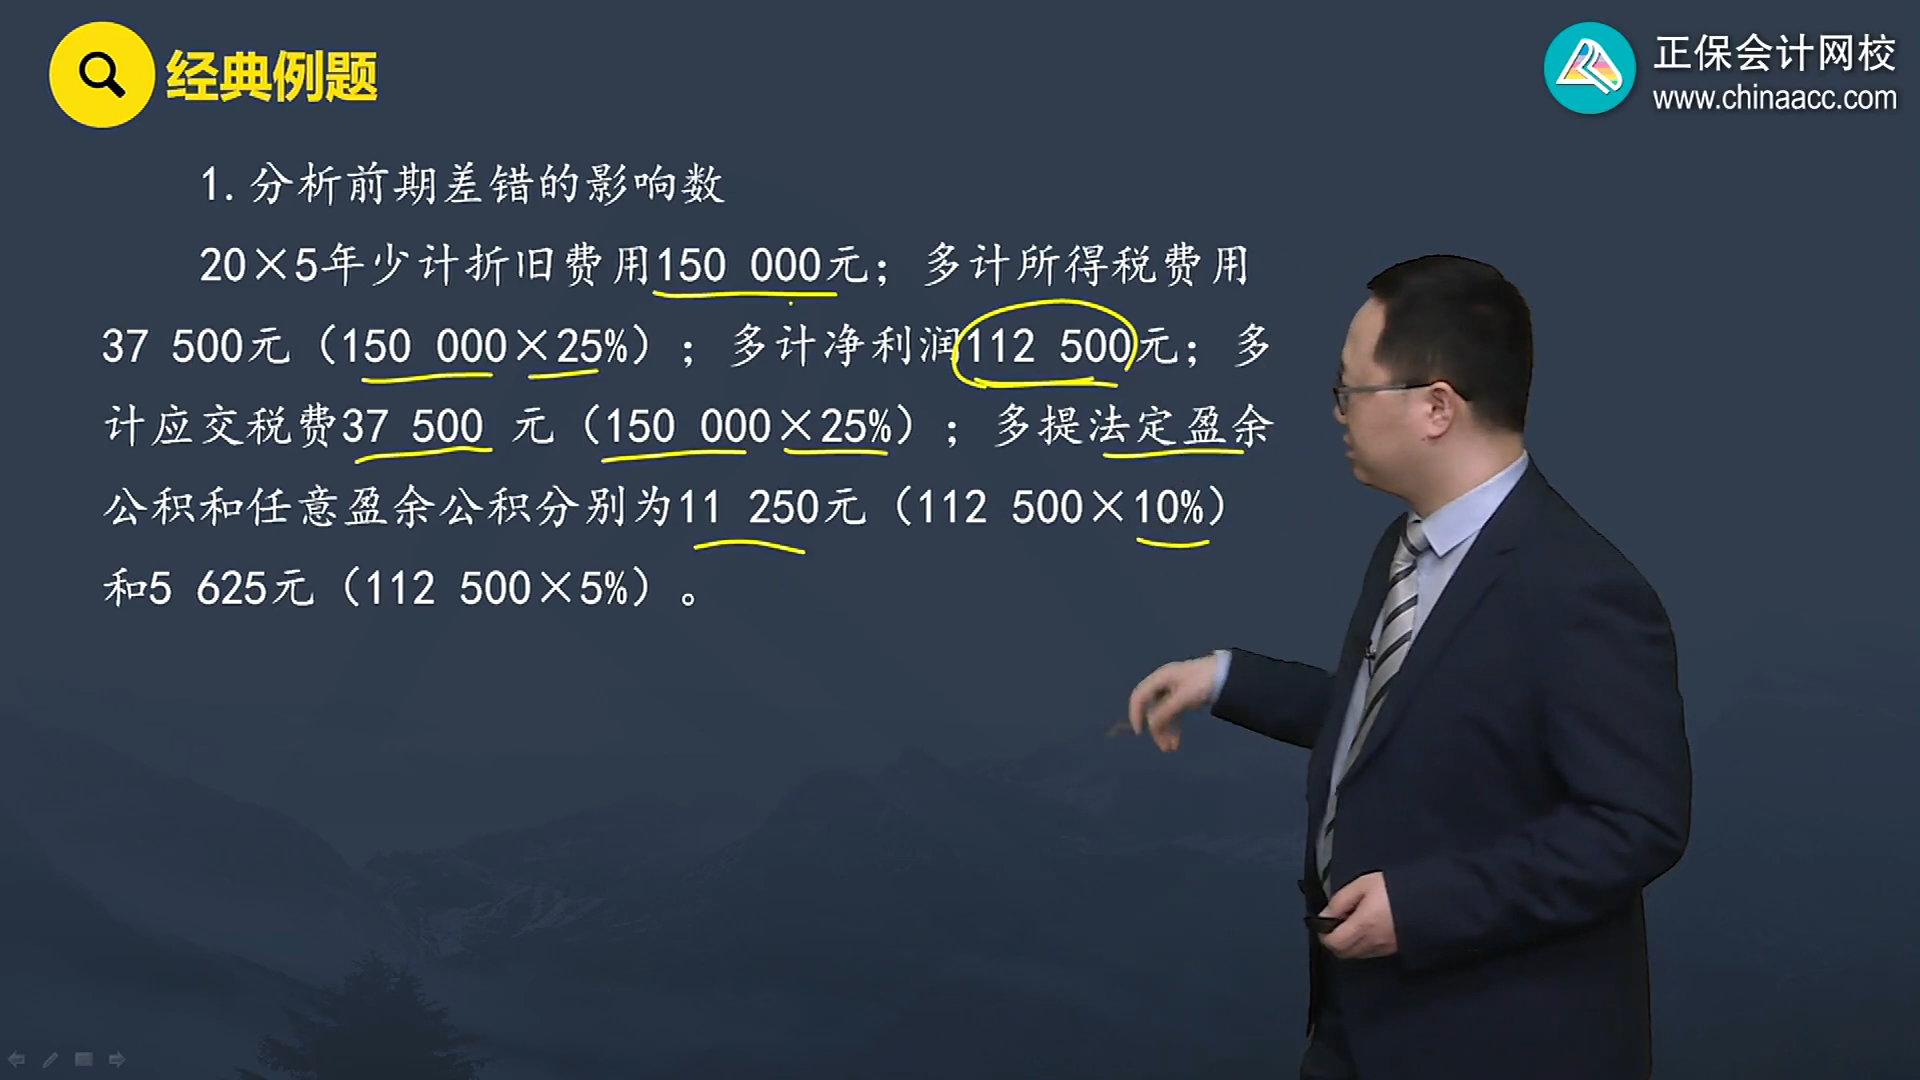 经典例题
正保会计网校
www.chinaacc.com
1.分析前期差错的影响数
20×5年少计折旧费用150 000元；多计所得税费用
37 500元（150 000×25%）；多计净利润112 500元；多
计应交税费37 500 元（150 000×25%）；多提法定盈余
公积和任意盈余公积分别为11 250元（112 500×10%）
和5 625元（112 500×5%）。